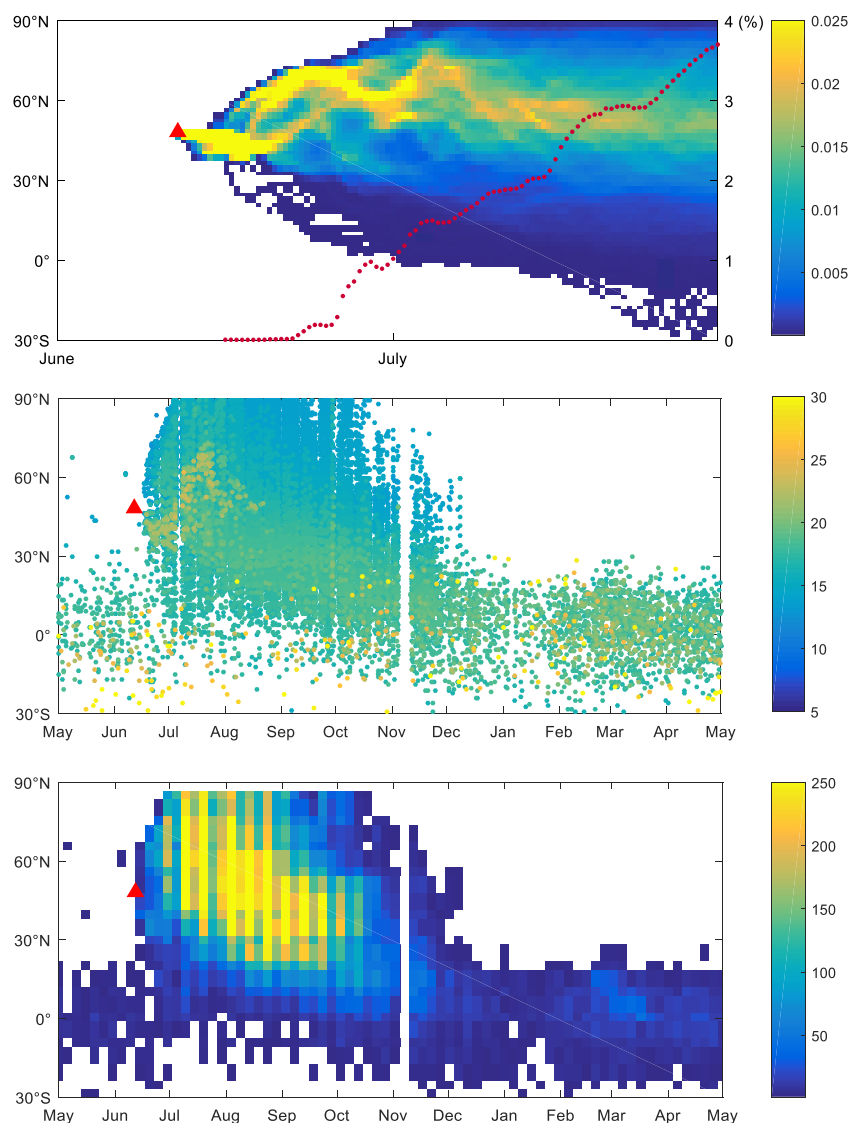 90°N 4 (%) 0.025
0.02
60°N 3
0.015
30°N 2
0.01
0° 1
0.005
30°S 0
June July
90°N 30
25
60°N
20
30°N
15
0°
10
30°S 5
May Jun Jul Aug Sep Oct Nov Dec Jan Feb Mar Apr May
90°N 250
200
60°N
150
30°N
100
0°
50
30°S
May Jun Jul Aug Sep Oct Nov Dec Jan Feb Mar Apr May